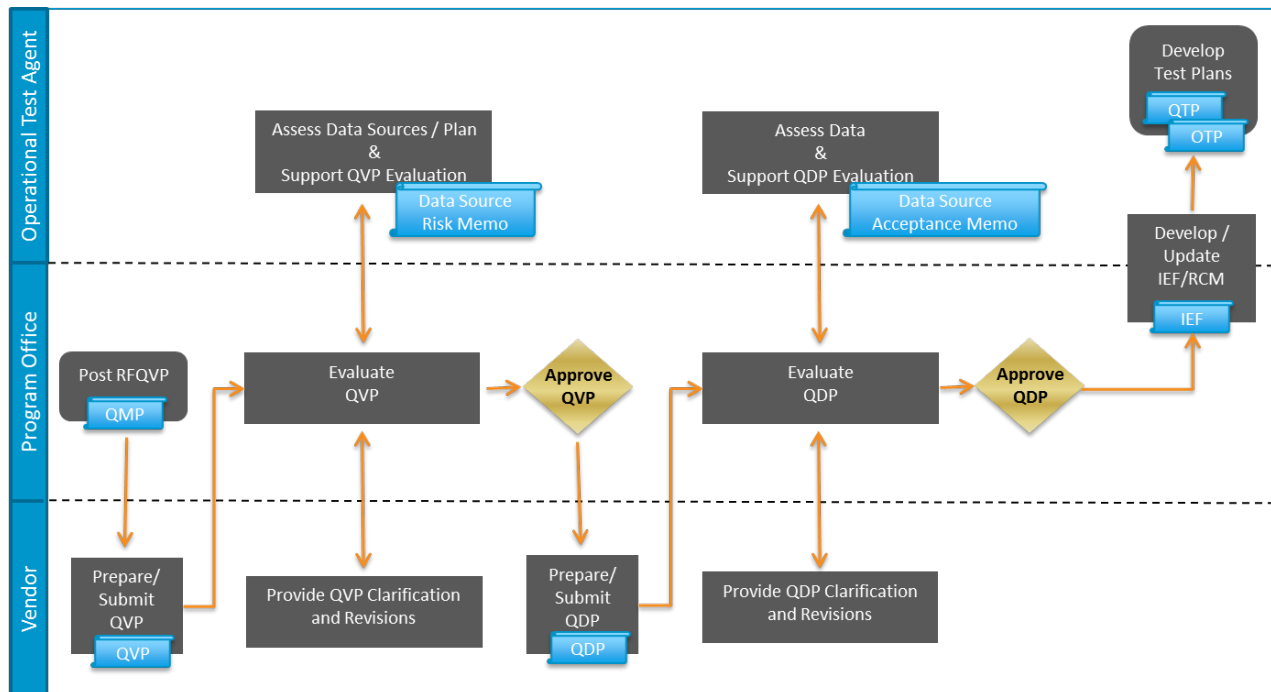 Operational Test Agent
Assess Data Sources / Plan
&
Support QVP Evaluation
Data Source
Risk Memo
Assess Data
&
Support QDP Evaluation
Data Source
Acceptance Memo
Develop
Test Plans
QTP
OTP
Develop /
Update
IEF/RCM
IEF
Program Office
Post RFQVP
QMP
Evaluate
QVP
Approve
QVP
Evaluate
QDP
Approve
QDP
Vendor
Prepare/
Submit
QVP
QVP
Provide QVP Clarification
and Revisions
Prepare/
Submit
QDP
QDP
Provide QDP Clarification
and Revisions